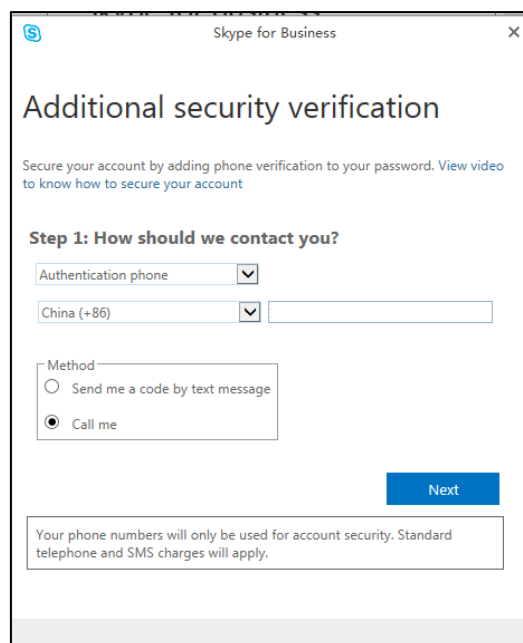 Skype for Business
Skype for Business
Additional security verification
Secure your account by adding phone verification to your password. View video
to know how to secure your account
Step 1: How should we contact you?
Authentication phone
China (+86)
Method
Send me a code by text message
Call me
Next
Your phone numbers will only be used for account security. Standard
telephone and SMS charges will apply.